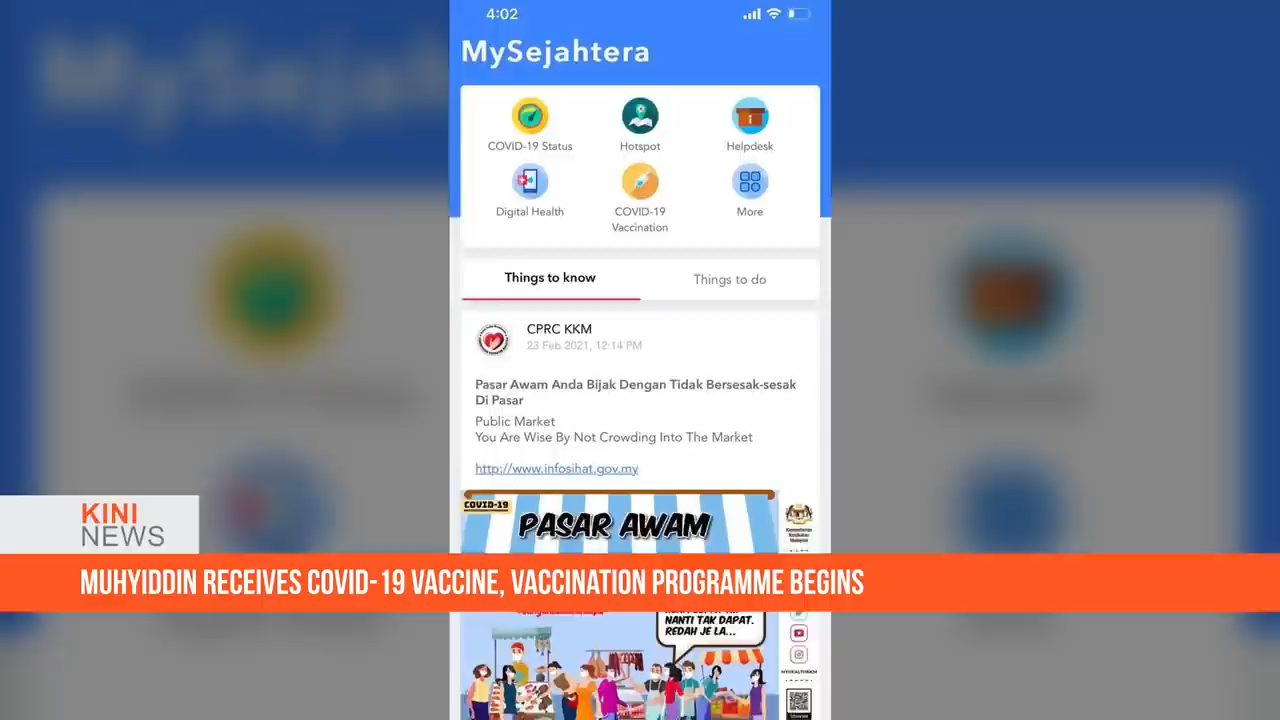 4:02
MySejahtera
COVID-19 Status
Hotspot
Helpdesk
Digital Health
COVID-19
Vaccination
More
Things to know
Things to do
CPRC KKM
23 Feb 2021, 12:14 PM
Pasar Awam Anda Bijak Dengan Tidak Bersesak-sesak
Di Pasar
Public Market
You Are Wise By Not Crowding Into The Market
http://www.infosihat.gov.my
COVID-19
PASAR AWAM
KINI
NEWS
MUHYIDDIN RECEIVES COVID-19 VACCINE, VACCINATION PROGRAMME BEGINS
NANTI TAK DAPAT.
REDAH JE LA...